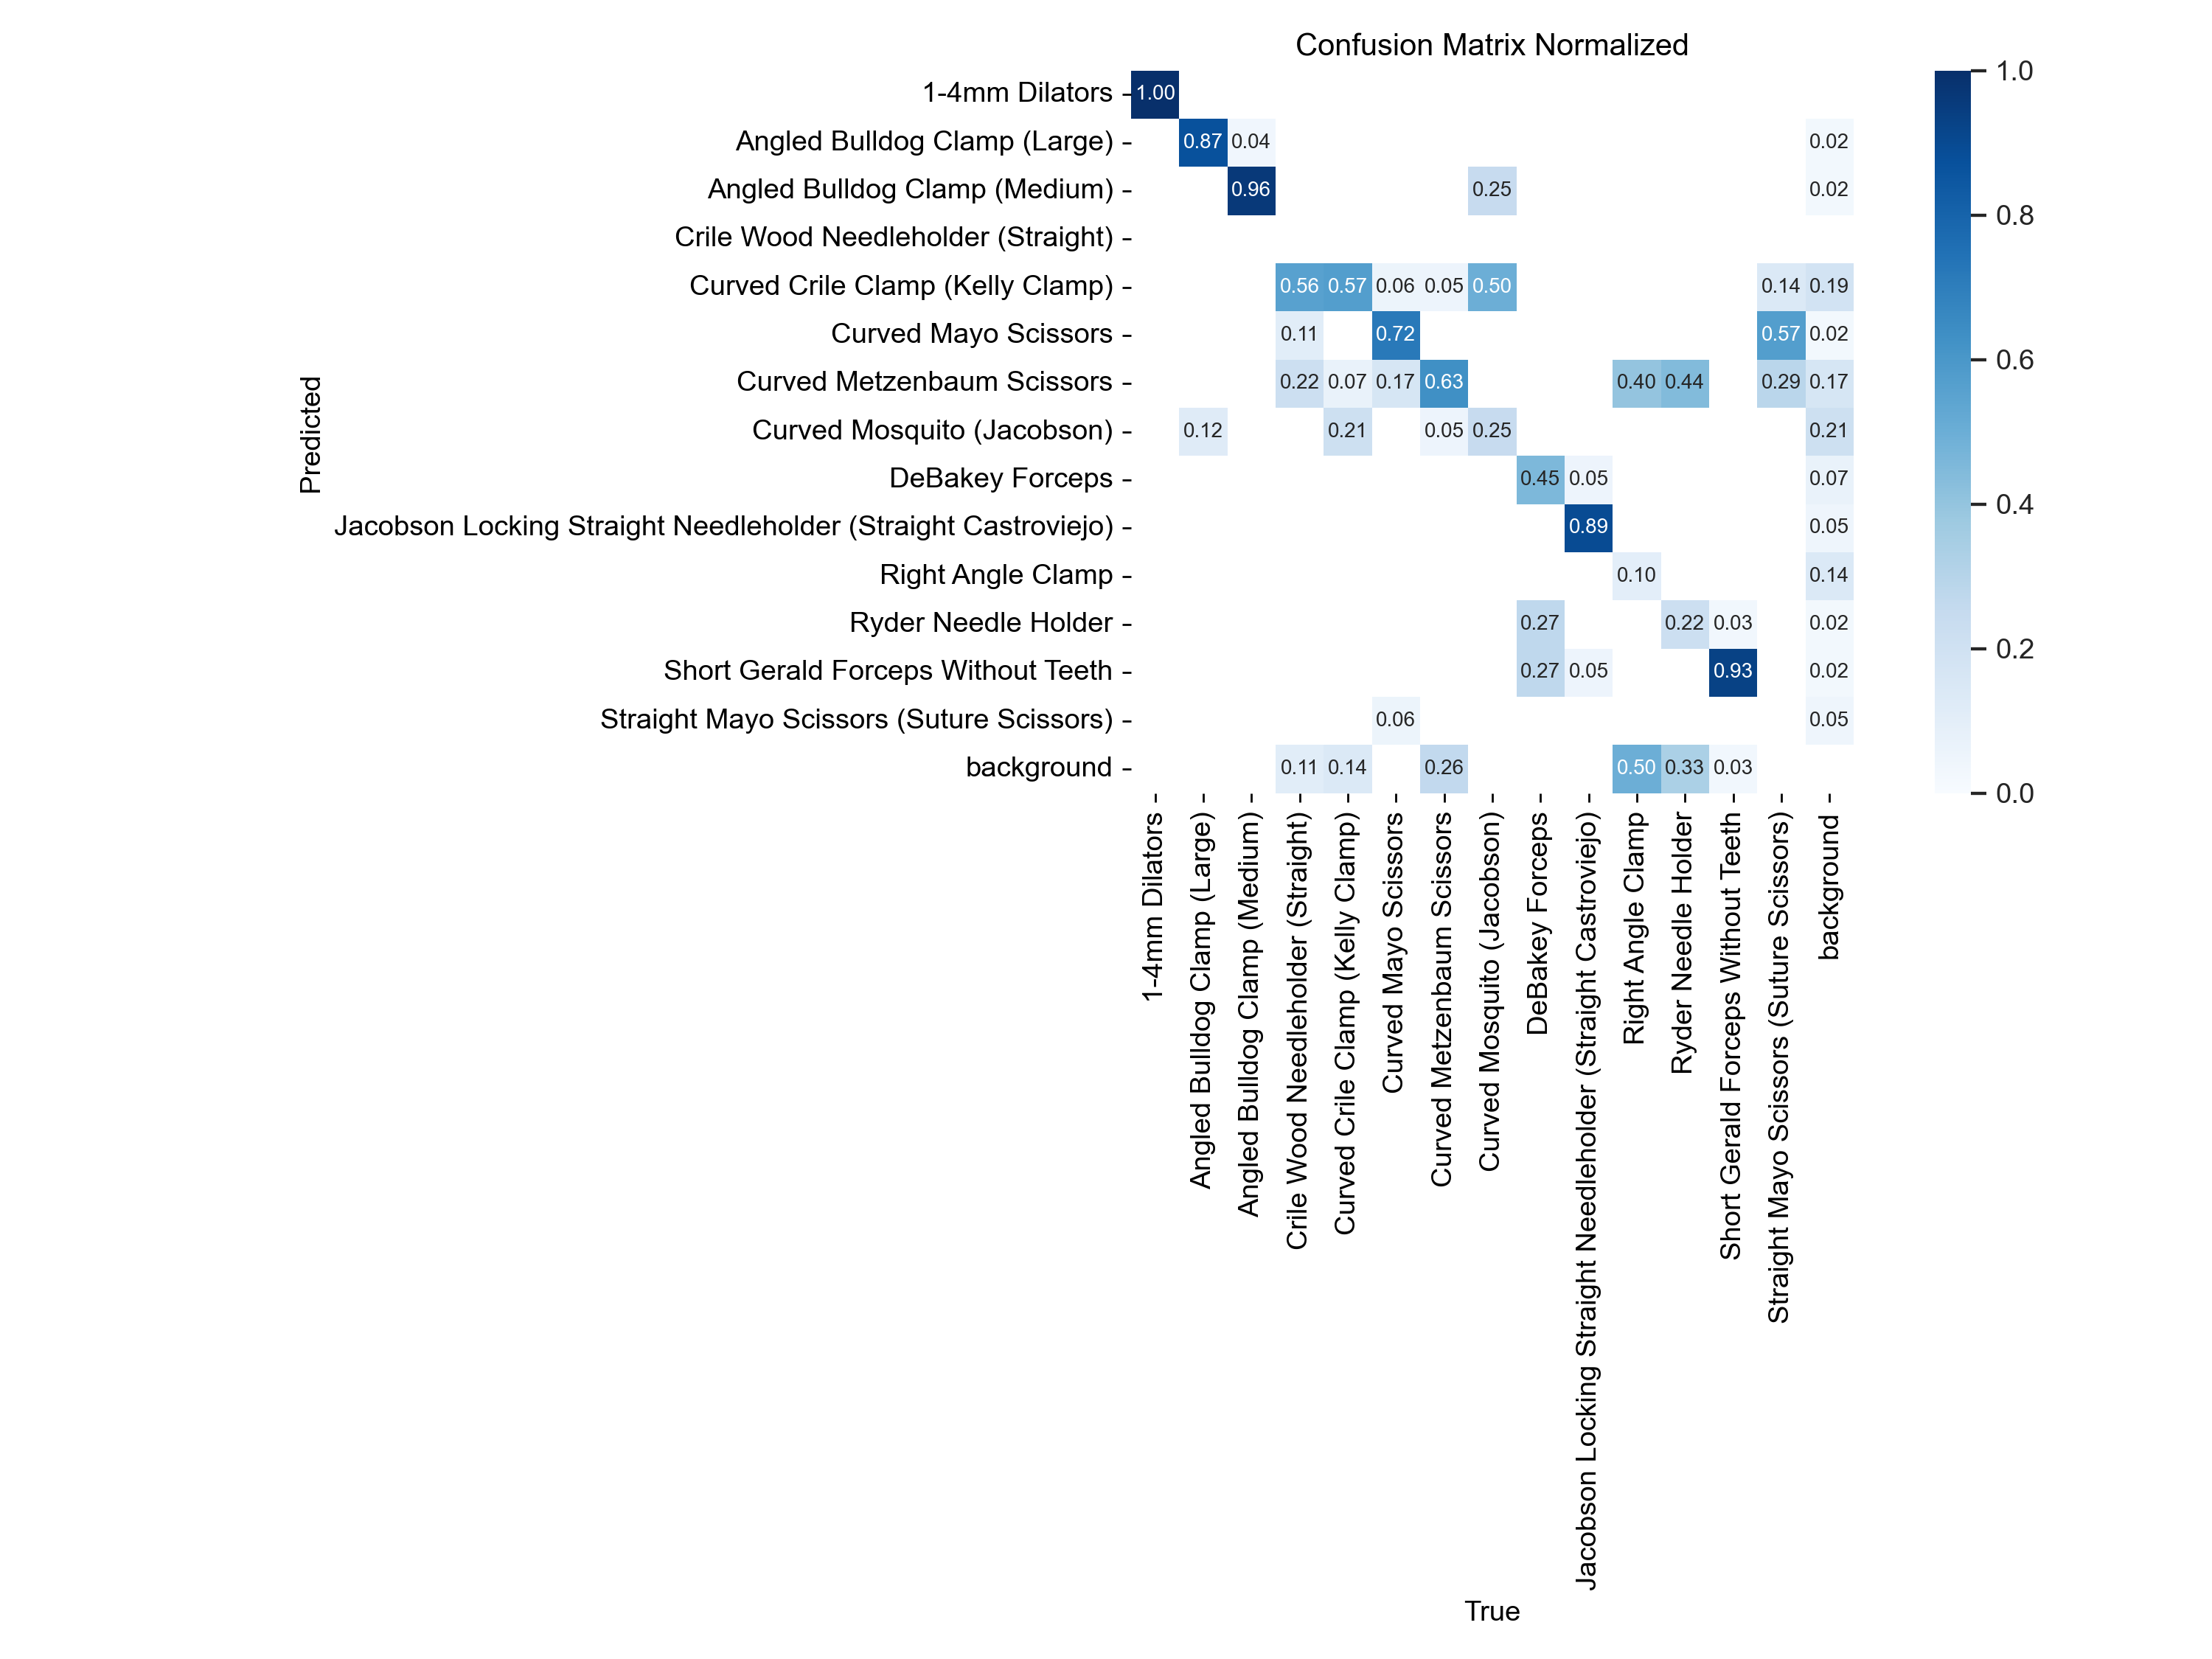 Confusion Matrix Normalized
1-4mm Dilators 1.00
Angled Bulldog Clamp (Large) 0.87 0.04 0.02
Angled Bulldog Clamp (Medium) 0.96 0.25 0.02
Crile Wood Needleholder (Straight)
Curved Crile Clamp (Kelly Clamp) 0.56 0.57 0.06 0.05 0.50 0.14 0.19
Curved Mayo Scissors 0.11 0.72 0.57 0.02
Curved Metzenbaum Scissors 0.22 0.07 0.17 0.63 0.40 0.44 0.29 0.17
Curved Mosquito (Jacobson) 0.12 0.21 0.05 0.25 0.21
DeBakey Forceps 0.45 0.05 0.07
Jacobson Locking Straight Needleholder (Straight Castroviejo) 0.89 0.05
Right Angle Clamp 0.10 0.14
Ryder Needle Holder 0.27 0.22 0.03 0.02
Short Gerald Forceps Without Teeth 0.27 0.05 0.93 0.02
Straight Mayo Scissors (Suture Scissors) 0.06 0.05
background 0.11 0.14 0.26 0.50 0.33 0.03
Predicted
1-4mm Dilators
Angled Bulldog Clamp (Large)
Angled Bulldog Clamp (Medium)
Crile Wood Needleholder (Straight)
Curved Crile Clamp (Kelly Clamp)
Curved Mayo Scissors
Curved Metzenbaum Scissors
Curved Mosquito (Jacobson)
DeBakey Forceps
Jacobson Locking Straight Needleholder (Straight Castroviejo)
Right Angle Clamp
Ryder Needle Holder
Short Gerald Forceps Without Teeth
Straight Mayo Scissors (Suture Scissors)
background
True
1.0
0.8
0.6
0.4
0.2
0.0